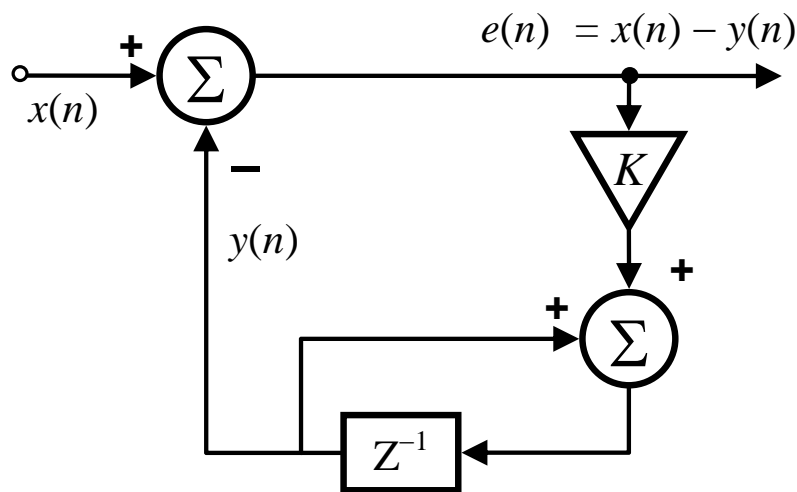 e(n) = x(n) − y(n)
+
Σ
x(n)
−
K
y(n)
+
+
Σ
Z⁻¹